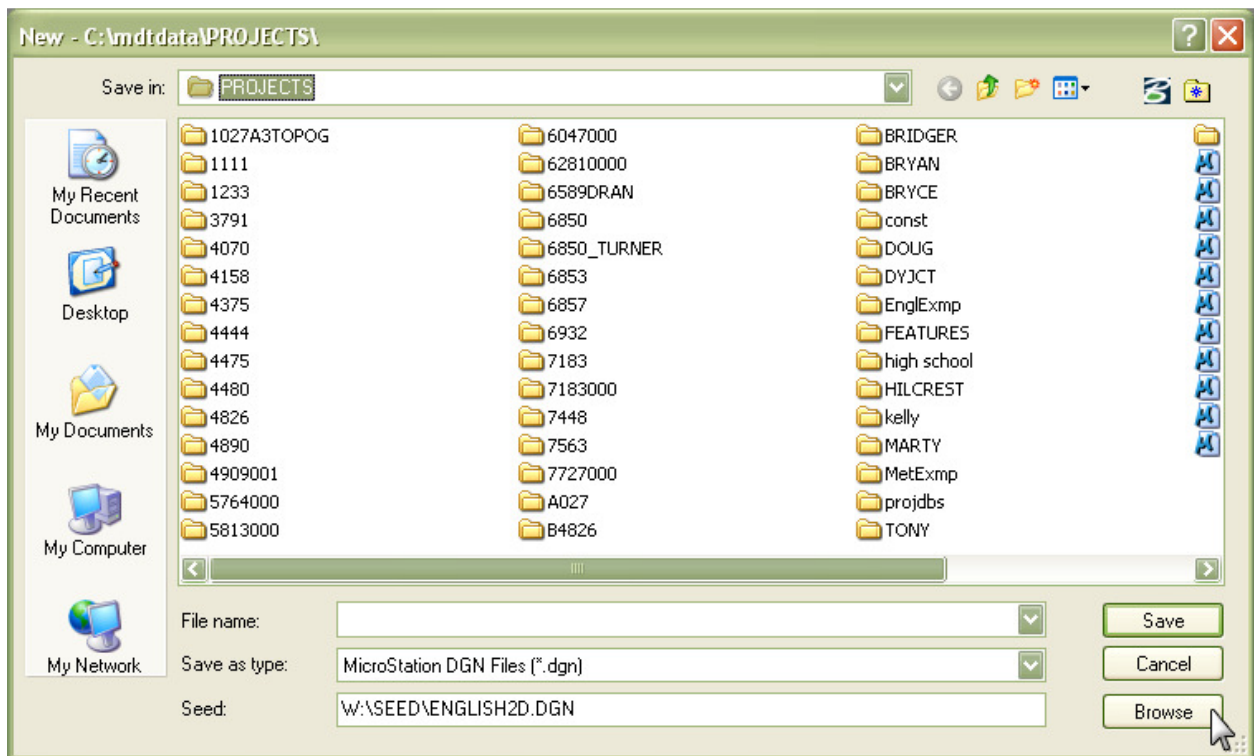 New - C:\mdtdata\PROJECTS\
Save in: PROJECTS
My Recent Documents
Desktop
My Documents
My Computer
My Network
1027A3TOPOG
1111
1233
3791
4070
4158
4375
4444
4475
4480
4826
4890
4909001
5764000
5813000
6047000
62810000
6589DRAN
6850
6850_TURNER
6853
6857
6932
7183
7183000
7448
7563
7727000
A027
B4826
BRIDGER
BRYAN
BRYCE
const
DOUG
DYJCT
EnglExmp
FEATURES
high school
HILCREST
kelly
MARTY
MetExmp
projdbs
TONY
File name:
Save
Save as type: MicroStation DGN Files (*.dgn)
Cancel
Seed: W:\SEED\ENGLISH2D.DGN
Browse